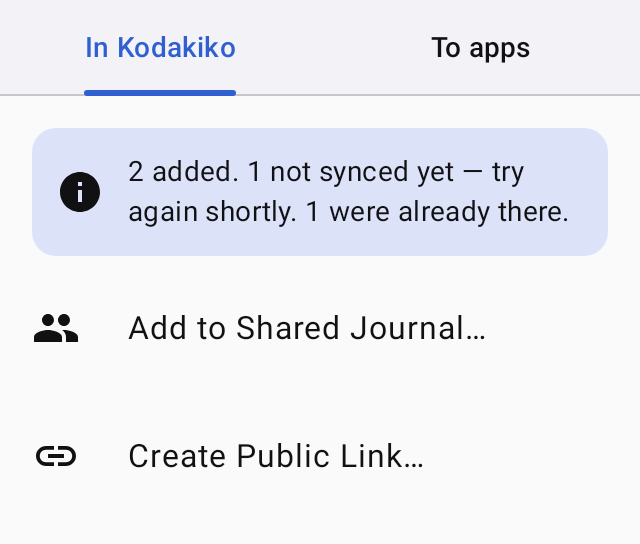 In Kodakiko
To apps
2 added. 1 not synced yet — try
again shortly. 1 were already there.
Add to Shared Journal…
Create Public Link…